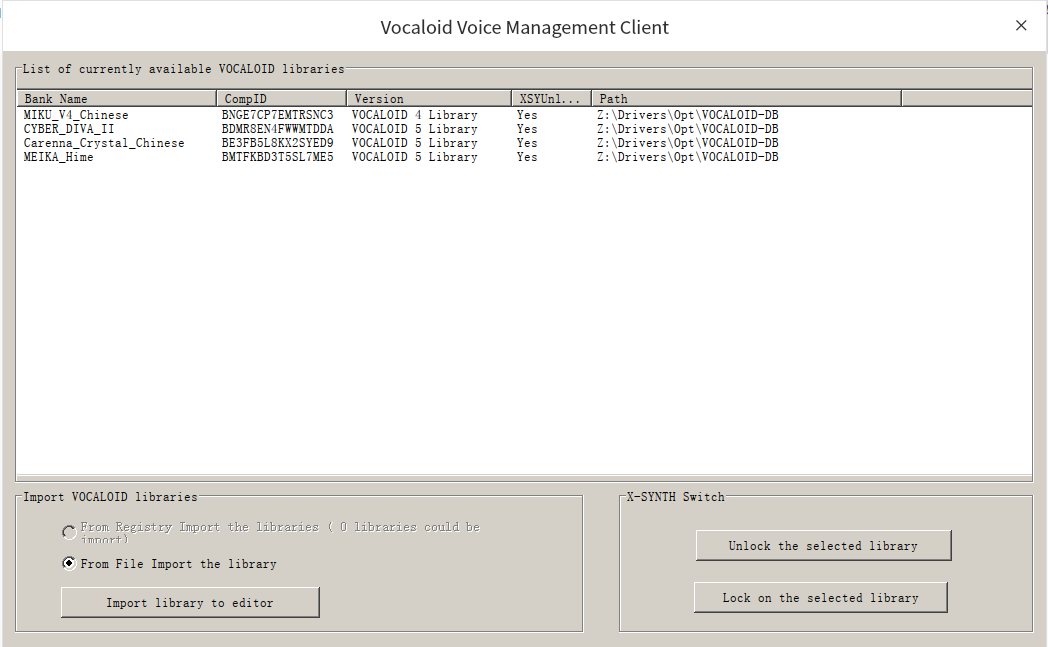 Vocaloid Voice Management Client
List of currently available VOCALOID libraries
Bank Name CompID Version XSYUnl... Path
MIKU_V4_Chinese BNGE7CP7EMTRSNC3 VOCALOID 4 Library Yes Z:\Drivers\Opt\VOCALOID-DB
CYBER_DIVA_II BDMR8EN4FWWMTDDA VOCALOID 5 Library Yes Z:\Drivers\Opt\VOCALOID-DB
Carenna_Crystal_Chinese BE3FB5L8KX2SYED9 VOCALOID 5 Library Yes Z:\Drivers\Opt\VOCALOID-DB
MEIKA_Hime BMTFKBD3T5SL7ME5 VOCALOID 5 Library Yes Z:\Drivers\Opt\VOCALOID-DB
Import VOCALOID libraries
From Registry Import the libraries ( 0 libraries could be
import)
From File Import the library
Import library to editor
X-SYNTH Switch
Unlock the selected library
Lock on the selected library